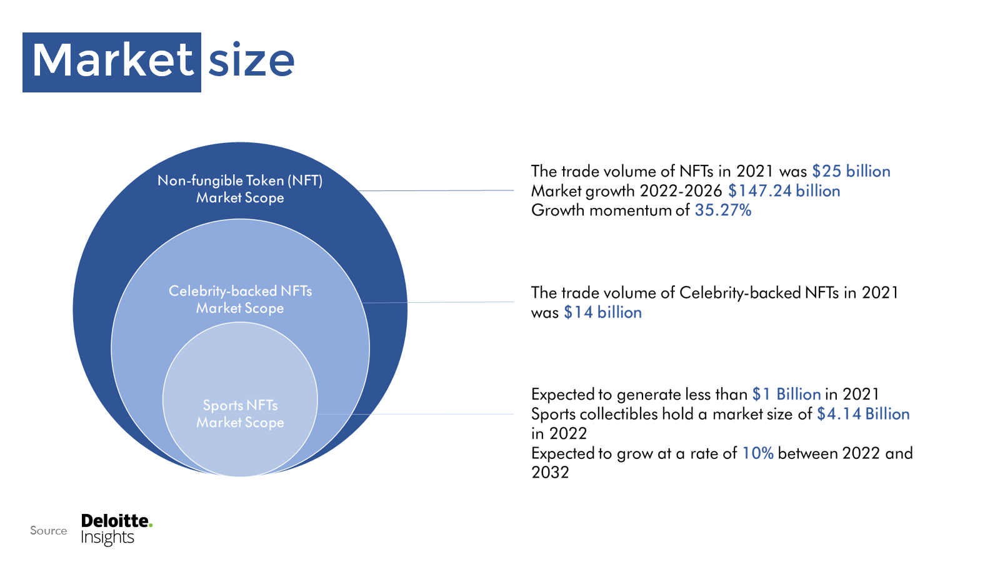 Market size
Non-fungible Token (NFT)
Market Scope
The trade volume of NFTs in 2021 was $25 billion
Market growth 2022-2026 $147.24 billion
Growth momentum of 35.27%
Celebrity-backed NFTs
Market Scope
The trade volume of Celebrity-backed NFTs in 2021
was $14 billion
Sports NFTs
Market Scope
Expected to generate less than $1 Billion in 2021
Sports collectibles hold a market size of $4.14 Billion
in 2022
Expected to grow at a rate of 10% between 2022 and
2032
Source
Deloitte.
Insights